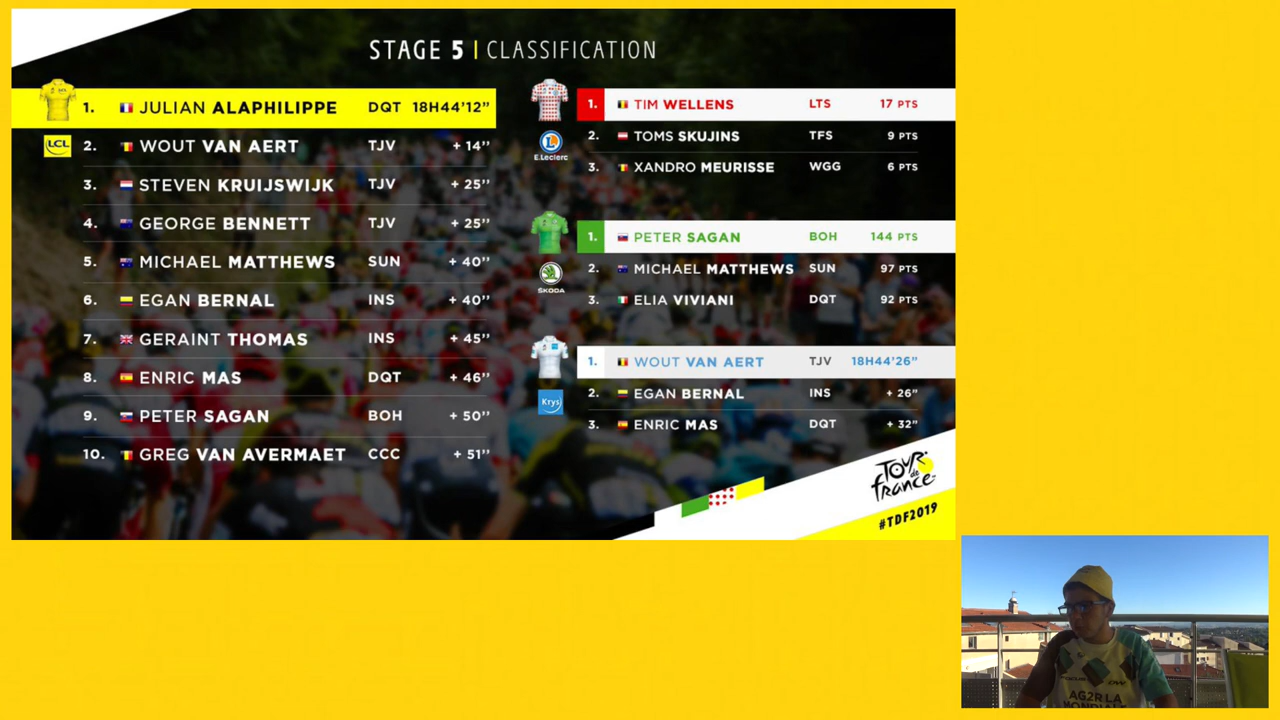 STAGE 5 | CLASSIFICATION
1. JULIAN ALAPHILIPPE DQT 18H44'12’’
LCL
2. WOUT VAN AERT TJV + 14’’
3. STEVEN KRUIJSWIJK TJV + 25’’
4. GEORGE BENNETT TJV + 25’’
5. MICHAEL MATTHEWS SUN + 40’’
6. EGAN BERNAL INS + 40’’
7. GERAINT THOMAS INS + 45’’
8. ENRIC MAS DQT + 46’’
9. PETER SAGAN BOH + 50’’
10. GREG VAN AVERMAET CCC + 51’’
1. TIM WELLENS LTS 17 PTS
2. TOMS SKUJINS TFS 9 PTS
E.Leclerc
3. XANDRO MEURISSE WGG 6 PTS
1. PETER SAGAN BOH 144 PTS
2. MICHAEL MATTHEWS SUN 97 PTS
ŠKODA
3. ELIA VIVIANI DQT 92 PTS
1. WOUT VAN AERT TJV 18H44’26”
2. EGAN BERNAL INS + 26”
Krys
3. ENRIC MAS DQT + 32”
TOUR
de
france
#TDF2019
AG2R LA
MONDIALE